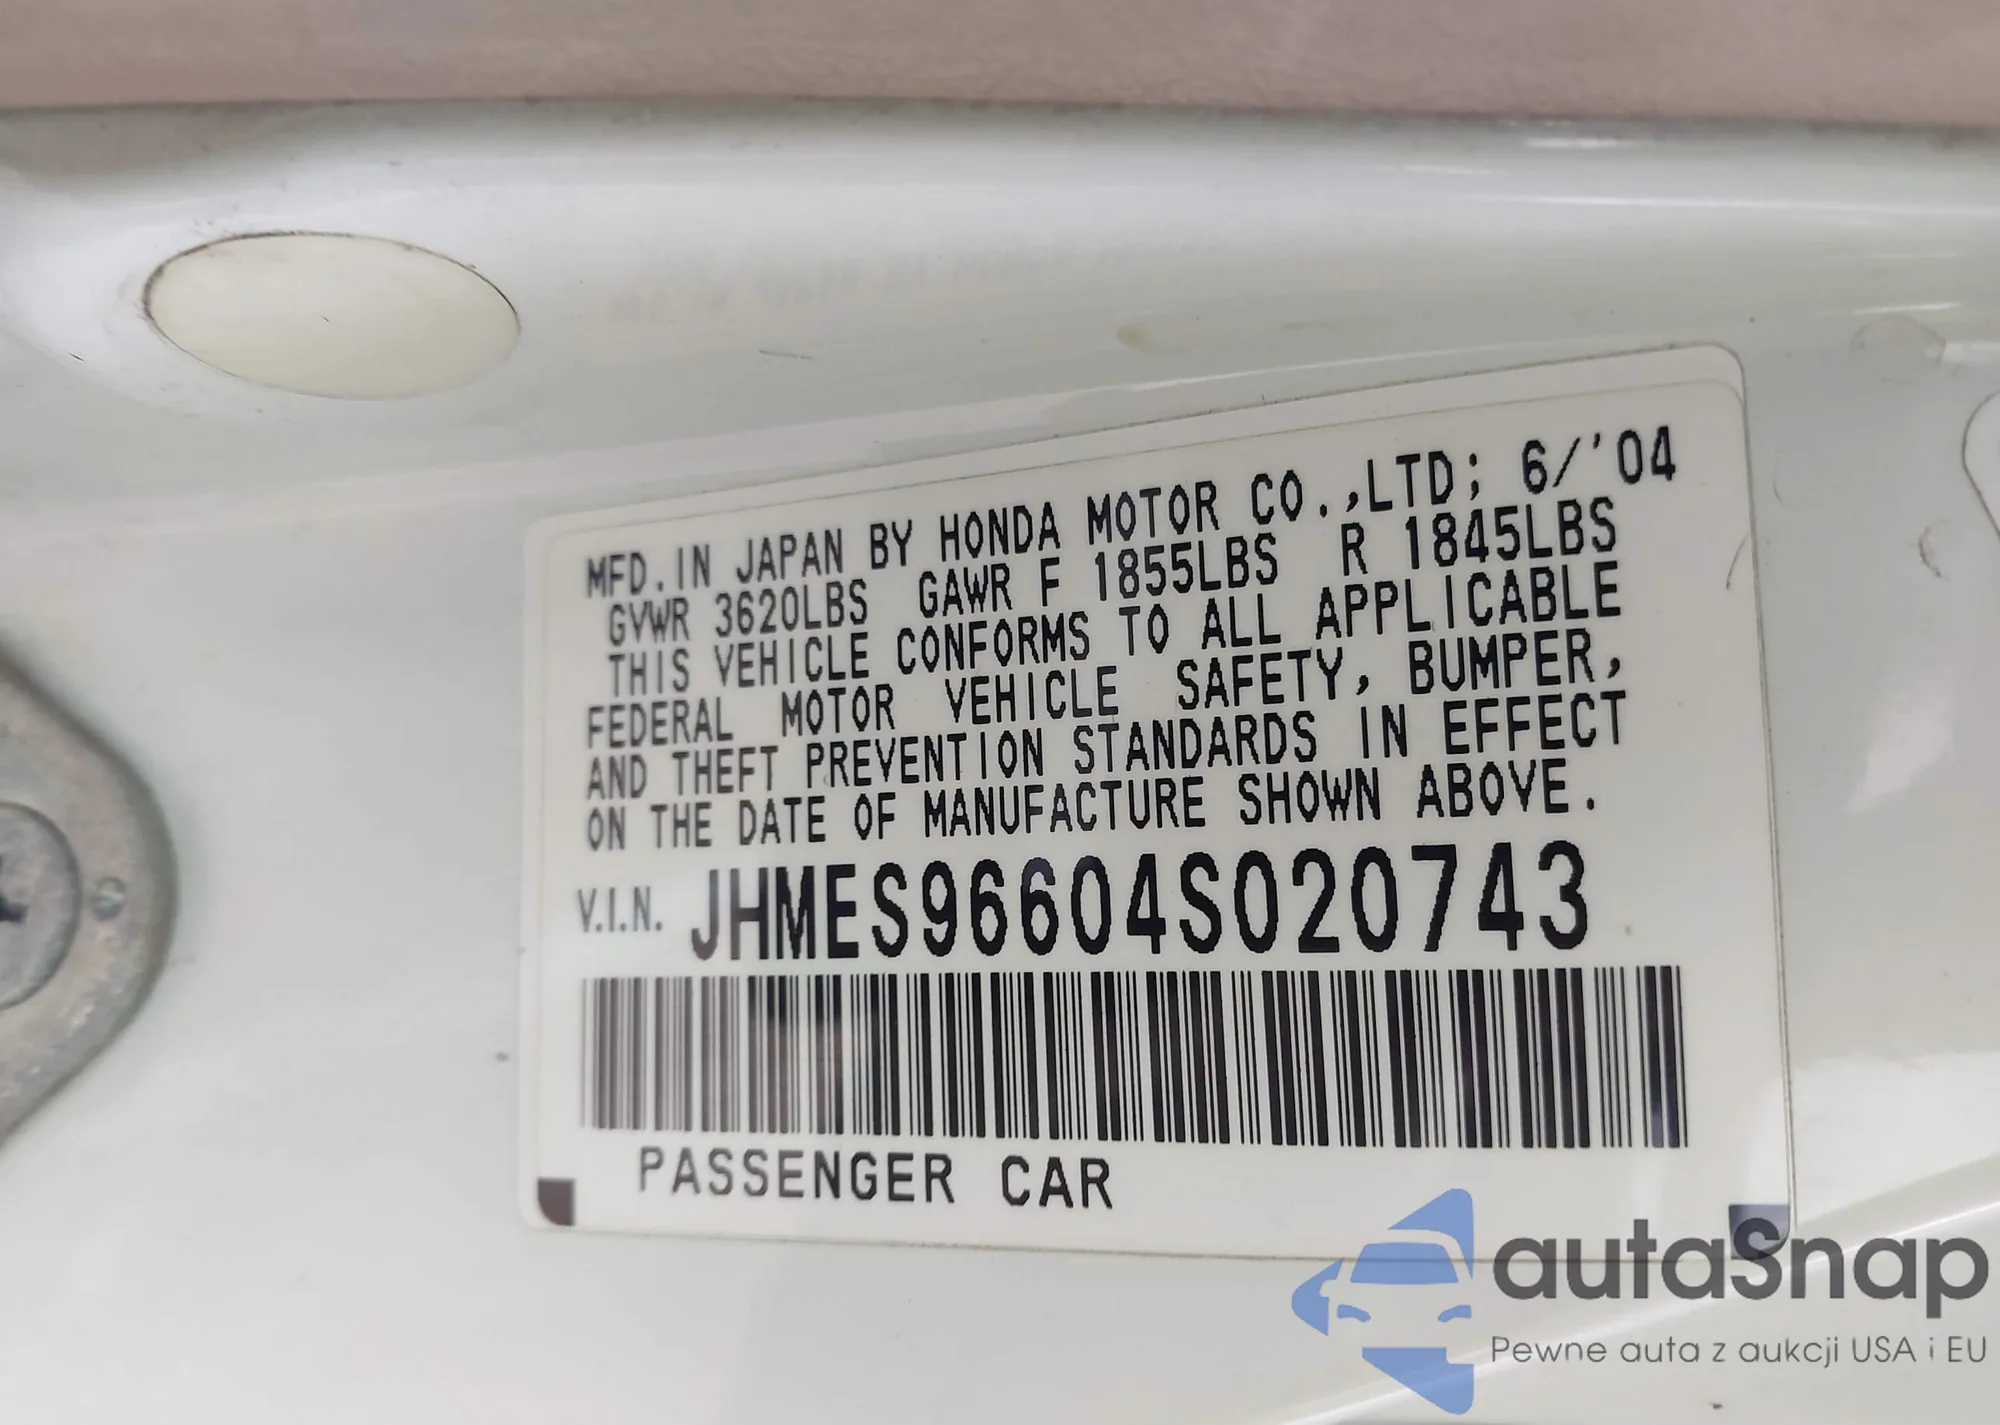 MFD.IN JAPAN BY HONDA MOTOR CO.,LTD; 6/'04
GVWR 3620LBS GAWR F 1855LBS R 1845LBS
THIS VEHICLE CONFORMS TO ALL APPLICABLE
FEDERAL MOTOR VEHICLE SAFETY, BUMPER,
AND THEFT PREVENTION STANDARDS IN EFFECT
ON THE DATE OF MANUFACTURE SHOWN ABOVE.
V.I.N. JHMES96604S020743
PASSENGER CAR
autaSnap
Pewne auta z aukcji USA i EU